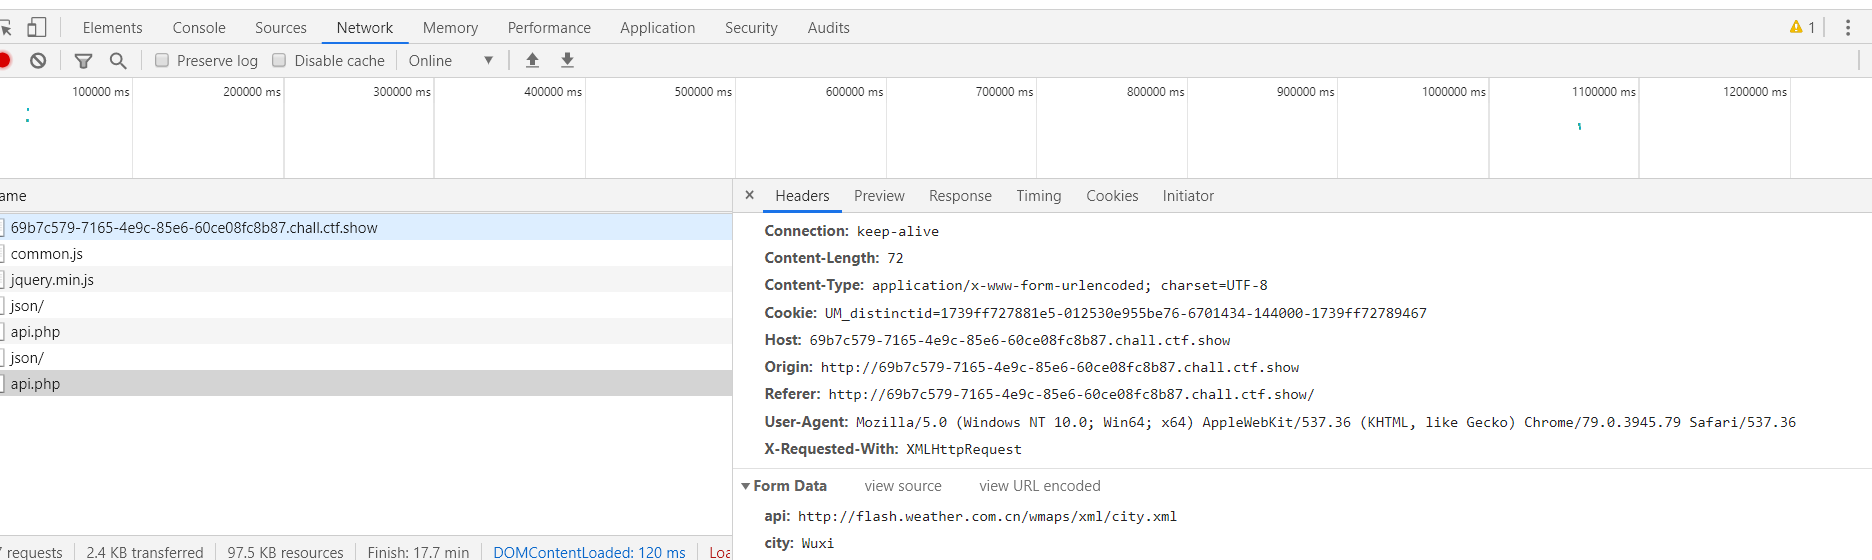 Elements Console Sources Network Memory Performance Application Security Audits 1
Preserve log Disable cache Online
100000 ms 200000 ms 300000 ms 400000 ms 500000 ms 600000 ms 700000 ms 800000 ms 900000 ms 1000000 ms 1100000 ms 1200000 ms
ame
69b7c579-7165-4e9c-85e6-60ce08fc8b87.chall.ctf.show
common.js
jquery.min.js
json/
api.php
json/
api.php
7 requests 2.4 KB transferred 97.5 KB resources Finish: 17.7 min DOMContentLoaded: 120 ms Loa
× Headers Preview Response Timing Cookies Initiator
Connection: keep-alive
Content-Length: 72
Content-Type: application/x-www-form-urlencoded; charset=UTF-8
Cookie: UM_distinctid=1739ff727881e5-012530e955be76-6701434-144000-1739ff72789467
Host: 69b7c579-7165-4e9c-85e6-60ce08fc8b87.chall.ctf.show
Origin: http://69b7c579-7165-4e9c-85e6-60ce08fc8b87.chall.ctf.show
Referer: http://69b7c579-7165-4e9c-85e6-60ce08fc8b87.chall.ctf.show/
User-Agent: Mozilla/5.0 (Windows NT 10.0; Win64; x64) AppleWebKit/537.36 (KHTML, like Gecko) Chrome/79.0.3945.79 Safari/537.36
X-Requested-With: XMLHttpRequest
Form Data view source view URL encoded
api: http://flash.weather.com.cn/wmaps/xml/city.xml
city: Wuxi